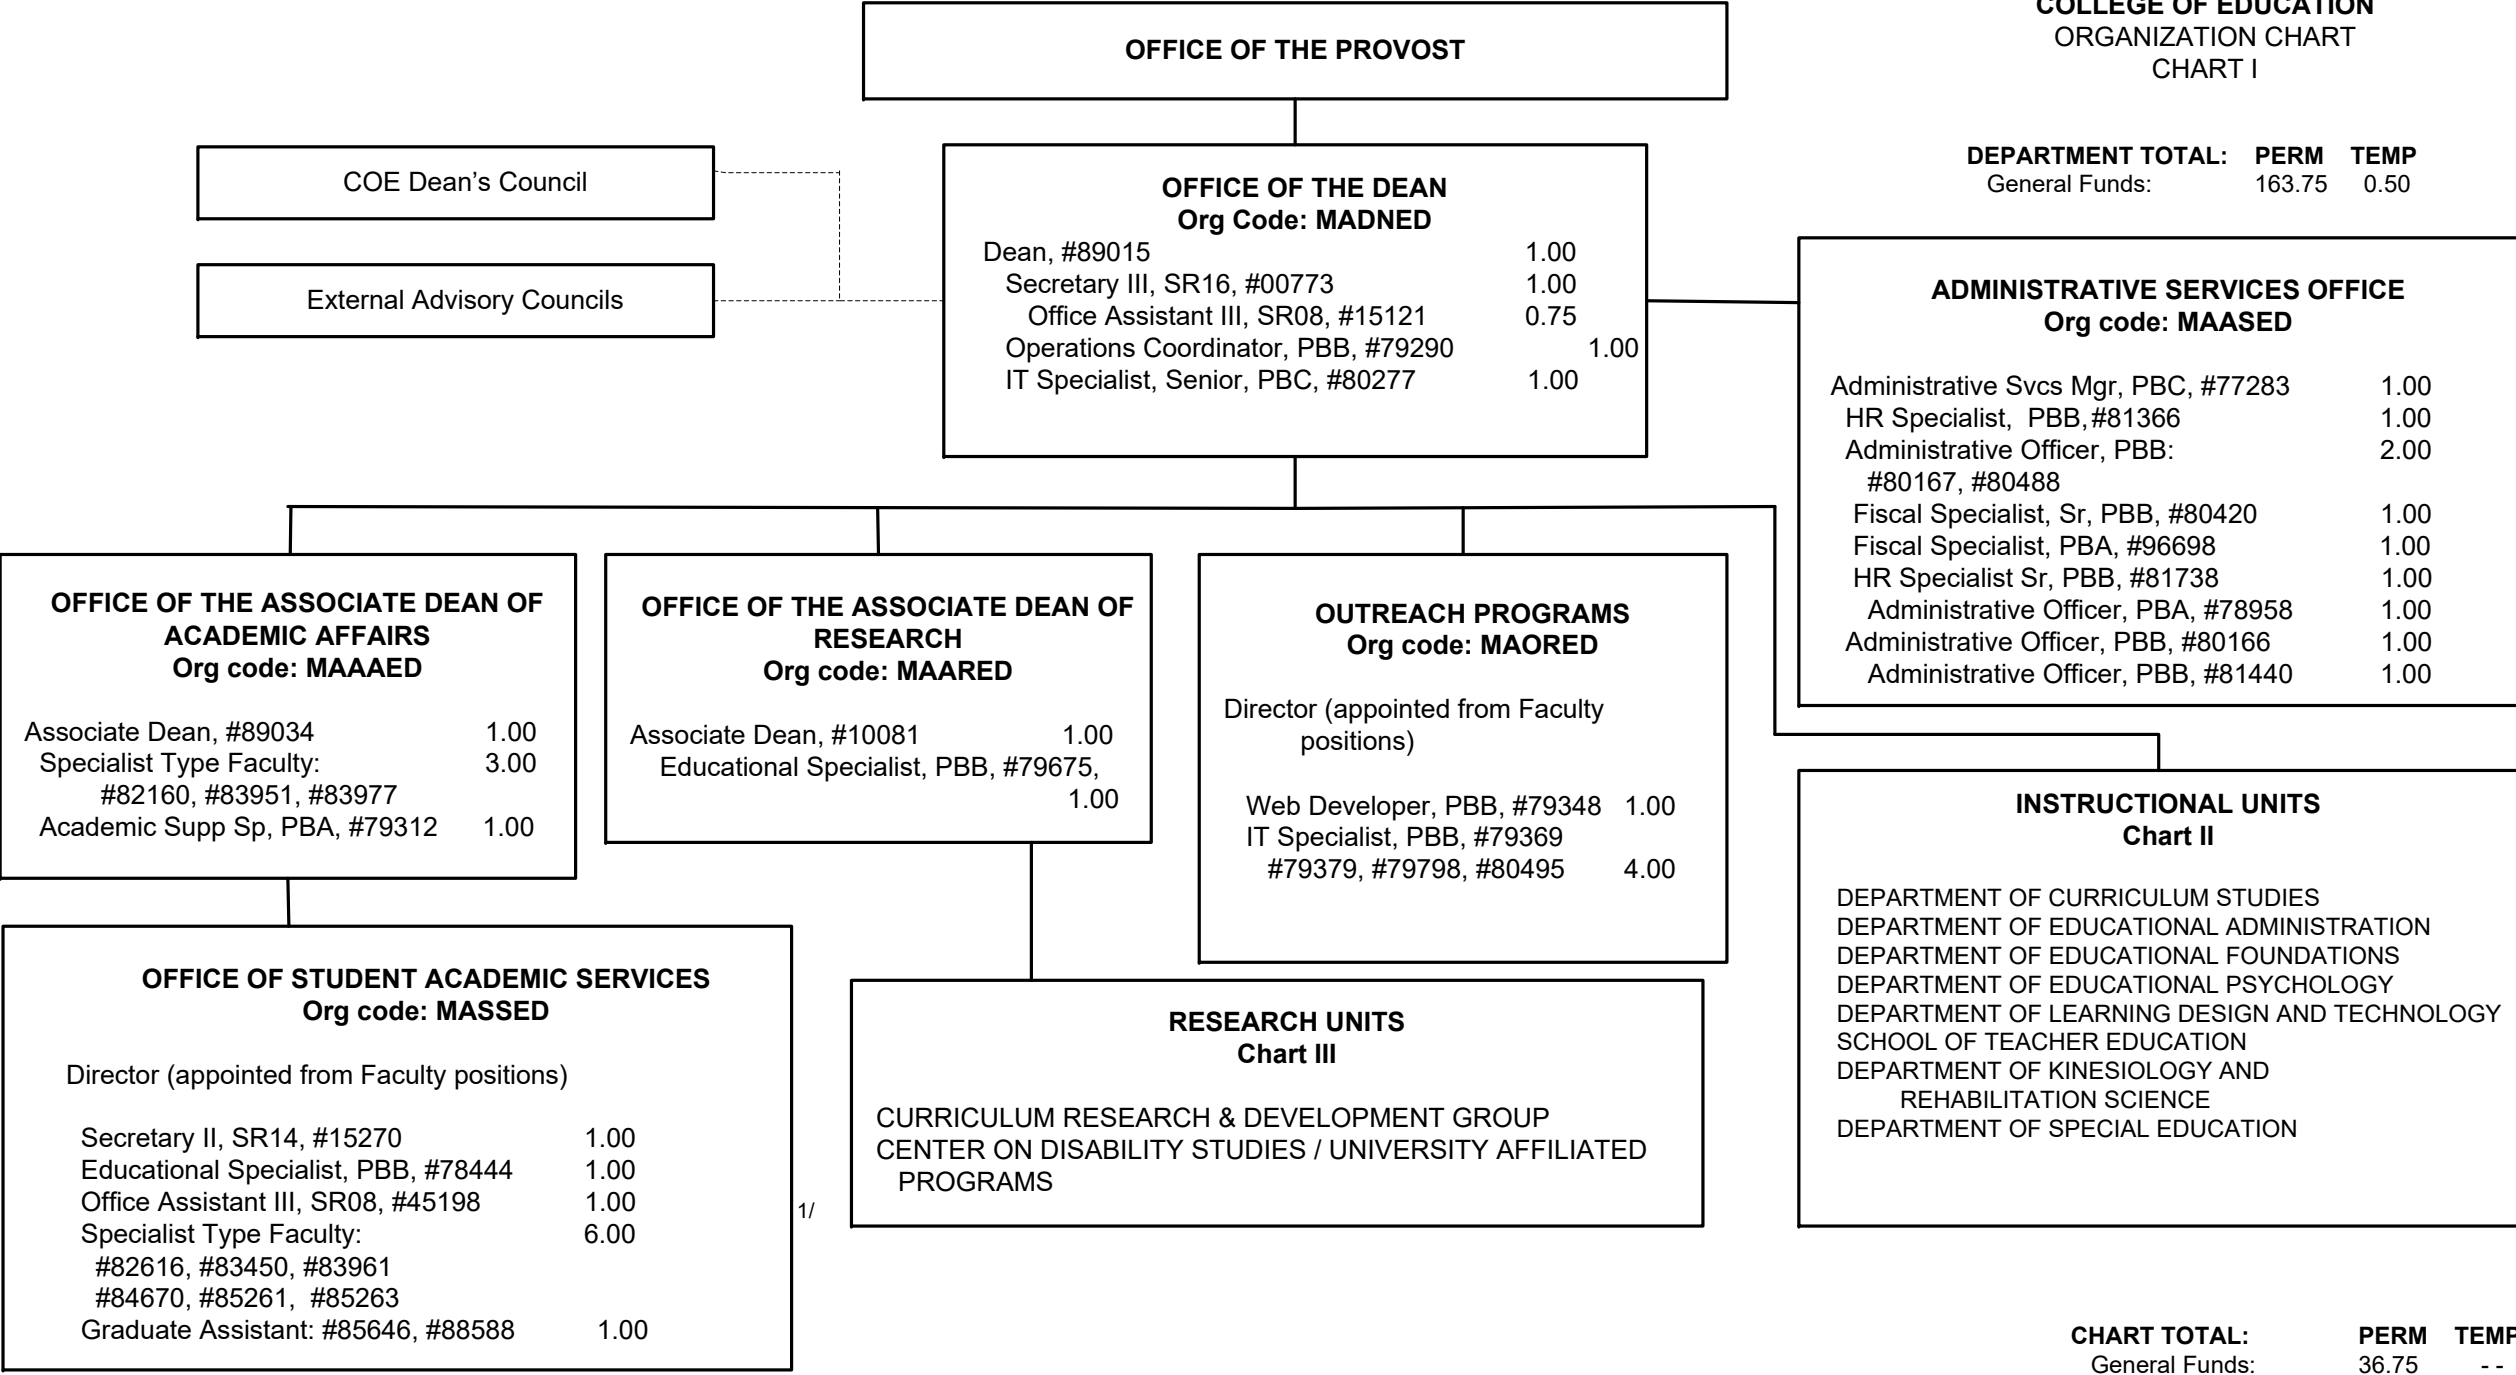 COLLEGE OF EDUCATION
ORGANIZATION CHART
CHART I
OFFICE OF THE PROVOST
DEPARTMENT TOTAL: PERM TEMP
General Funds: 163.75 0.50
COE Dean’s Council
External Advisory Councils
OFFICE OF THE DEAN
Org Code: MADNED
Dean, #89015 1.00
Secretary III, SR16, #00773 1.00
Office Assistant III, SR08, #15121 0.75
Operations Coordinator, PBB, #79290 1.00
IT Specialist, Senior, PBC, #80277 1.00
ADMINISTRATIVE SERVICES OFFICE
Org code: MAASED
Administrative Svcs Mgr, PBC, #77283 1.00
HR Specialist, PBB, #81366 1.00
Administrative Officer, PBB: 2.00
#80167, #80488
Fiscal Specialist, Sr, PBB, #80420 1.00
Fiscal Specialist, PBA, #96698 1.00
HR Specialist Sr, PBB, #81738 1.00
Administrative Officer, PBA, #78958 1.00
Administrative Officer, PBB, #80166 1.00
Administrative Officer, PBB, #81440 1.00
OFFICE OF THE ASSOCIATE DEAN OF
ACADEMIC AFFAIRS
Org code: MAAAED
Associate Dean, #89034 1.00
Specialist Type Faculty: 3.00
#82160, #83951, #83977
Academic Supp Sp, PBA, #79312 1.00
OFFICE OF THE ASSOCIATE DEAN OF
RESEARCH
Org code: MAARED
Associate Dean, #10081 1.00
Educational Specialist, PBB, #79675,
1.00
OUTREACH PROGRAMS
Org code: MAORED
Director (appointed from Faculty
positions)
Web Developer, PBB, #79348 1.00
IT Specialist, PBB, #79369
#79379, #79798, #80495 4.00
INSTRUCTIONAL UNITS
Chart II
DEPARTMENT OF CURRICULUM STUDIES
DEPARTMENT OF EDUCATIONAL ADMINISTRATION
DEPARTMENT OF EDUCATIONAL FOUNDATIONS
DEPARTMENT OF EDUCATIONAL PSYCHOLOGY
DEPARTMENT OF LEARNING DESIGN AND TECHNOLOGY
SCHOOL OF TEACHER EDUCATION
DEPARTMENT OF KINESIOLOGY AND
REHABILITATION SCIENCE
DEPARTMENT OF SPECIAL EDUCATION
OFFICE OF STUDENT ACADEMIC SERVICES
Org code: MASSED
Director (appointed from Faculty positions)
Secretary II, SR14, #15270 1.00
Educational Specialist, PBB, #78444 1.00
Office Assistant III, SR08, #45198 1.00
Specialist Type Faculty: 6.00
#82616, #83450, #83961
#84670, #85261, #85263
Graduate Assistant: #85646, #88588 1.00
1/
RESEARCH UNITS
Chart III
CURRICULUM RESEARCH & DEVELOPMENT GROUP
CENTER ON DISABILITY STUDIES / UNIVERSITY AFFILIATED
PROGRAMS
CHART TOTAL: PERM TEMP
General Funds: 36.75 - -